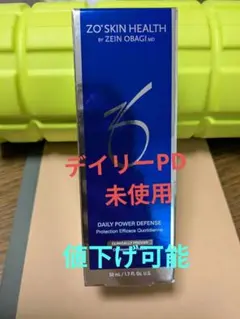 ZO® SKIN HEALTH
BY ZEIN OBAGI MD
デイリーPD
未使用
DAILY POWER DEFENSE
Protection Efficace Quotidienne
値下げ可能
50 mL / 1.7 FL. OZ. U.S.